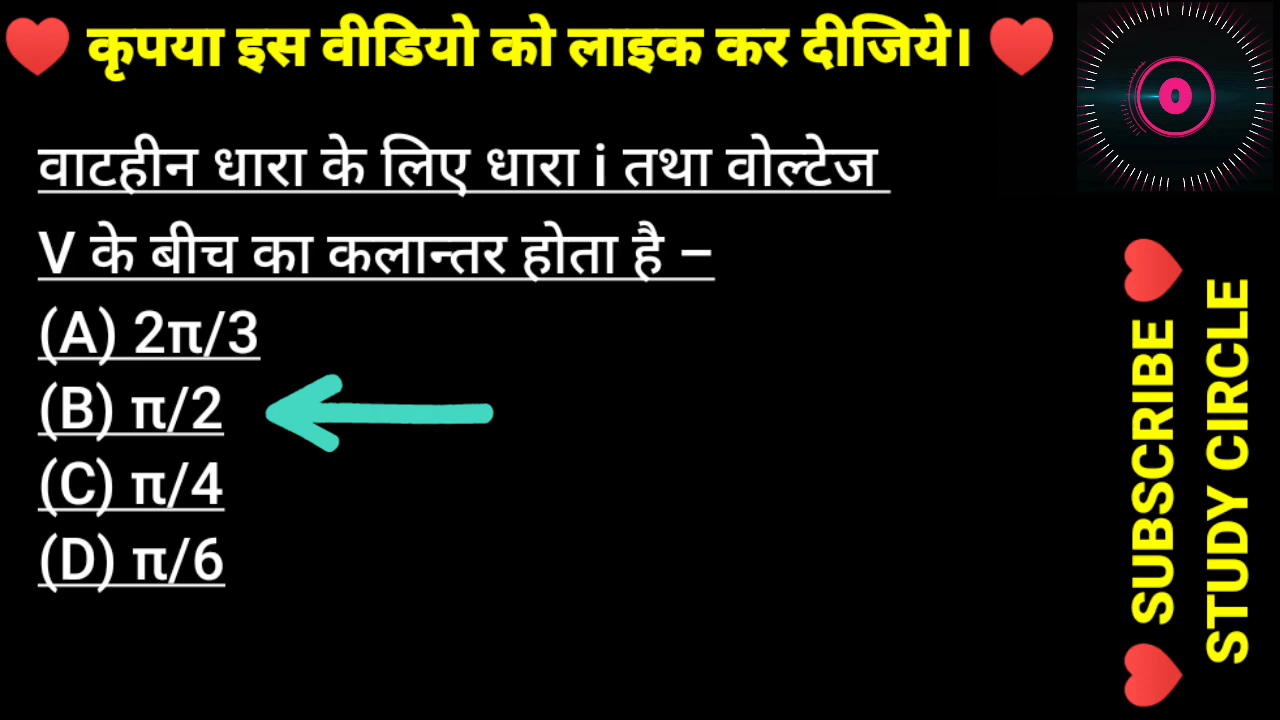 ❤ कृपया इस वीडियो को लाइक कर दीजिये। ❤
वाटहीन धारा के लिए धारा i तथा वोल्टेज
V के बीच का कलान्तर होता है –
(A) 2π/3
(B) π/2
(C) π/4
(D) π/6
❤ SUBSCRIBE ❤
STUDY CIRCLE